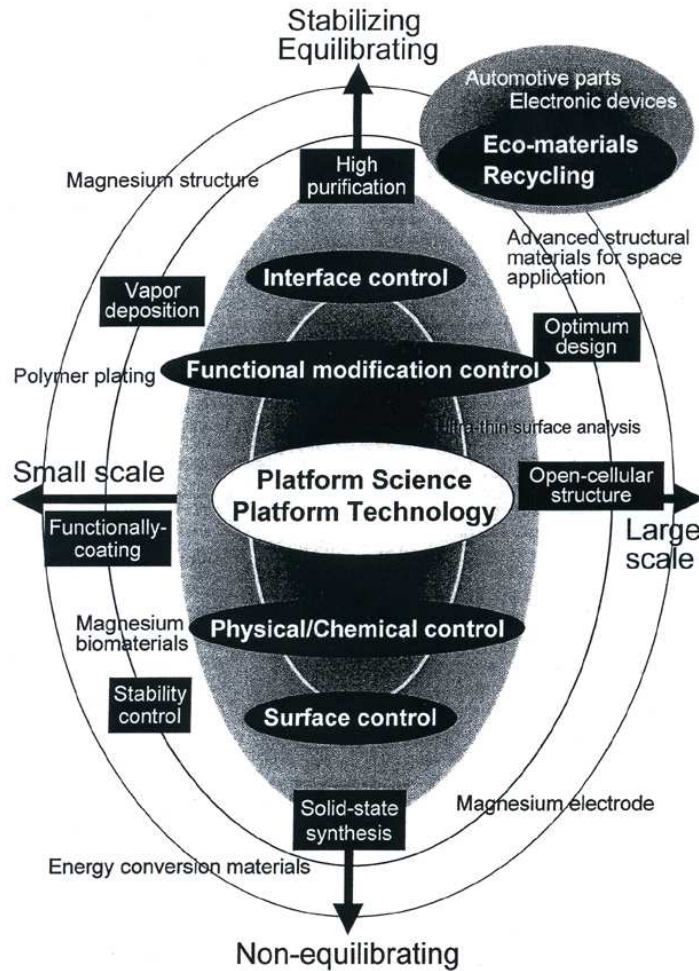 Stabilizing
Equilibrating
Automotive parts
Electronic devices
Eco-materials
Recycling
High
purification
Magnesium structure
Advanced structural
materials for space
application
Interface control
Vapor
deposition
Optimum
design
Functional modification control
Polymer plating
Ultra-thin surface analysis
Small scale
Platform Science
Platform Technology
Open-cellular
structure
Functionally-
coating
Large
scale
Magnesium
biomaterials
Physical/Chemical control
Stability
control
Surface control
Solid-state
synthesis
Magnesium electrode
Energy conversion materials
Non-equilibrating